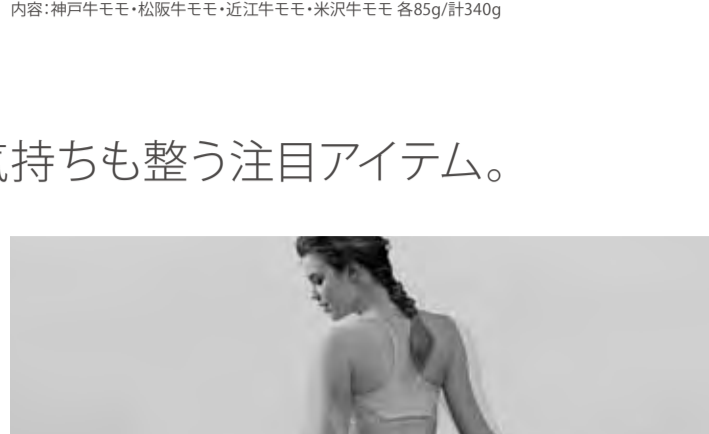 内容：神戸牛モモ・松阪牛モモ・近江牛モモ・米沢牛モモ 各85g/計340g
気持ちも整う注目アイテム。